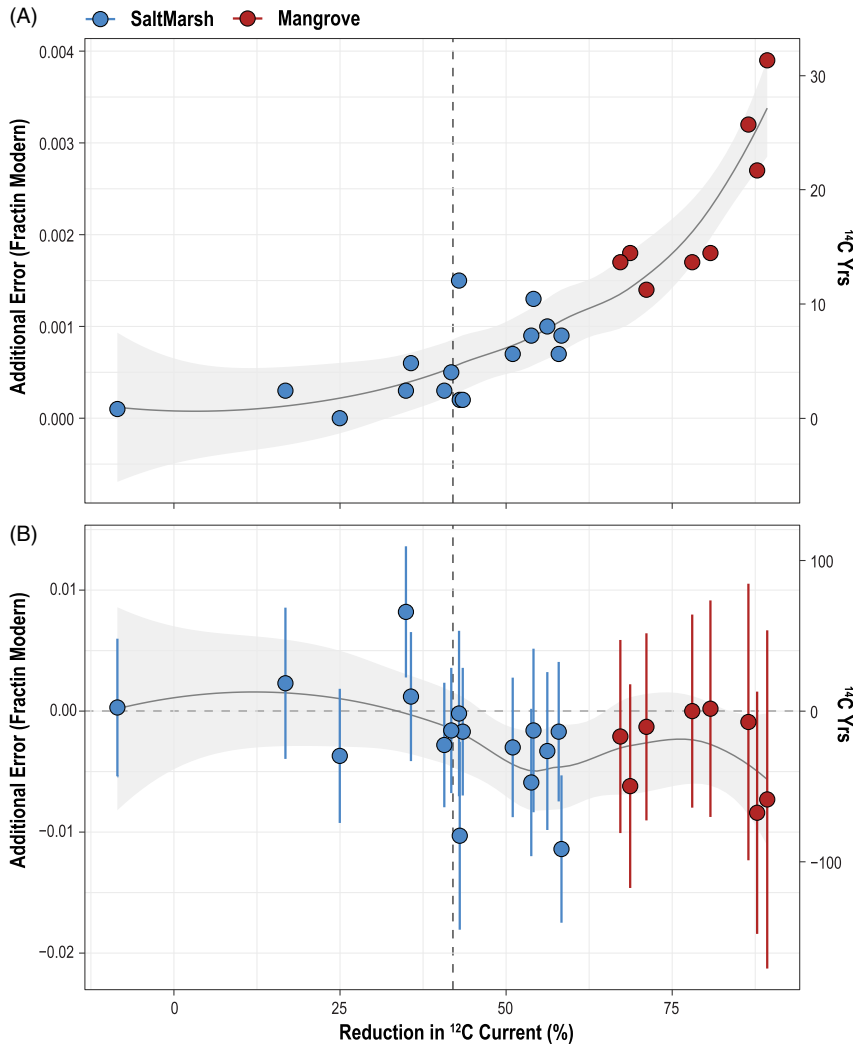 (A)
SaltMarsh Mangrove
0.004
0.003
0.002
0.001
0.000
Additional Error (Fractin Modern)
30
20
10
0
¹⁴C Yrs
(B)
0.01
0.00
−0.01
−0.02
Additional Error (Fractin Modern)
100
0
−100
¹⁴C Yrs
0 25 50 75
Reduction in ¹²C Current (%)